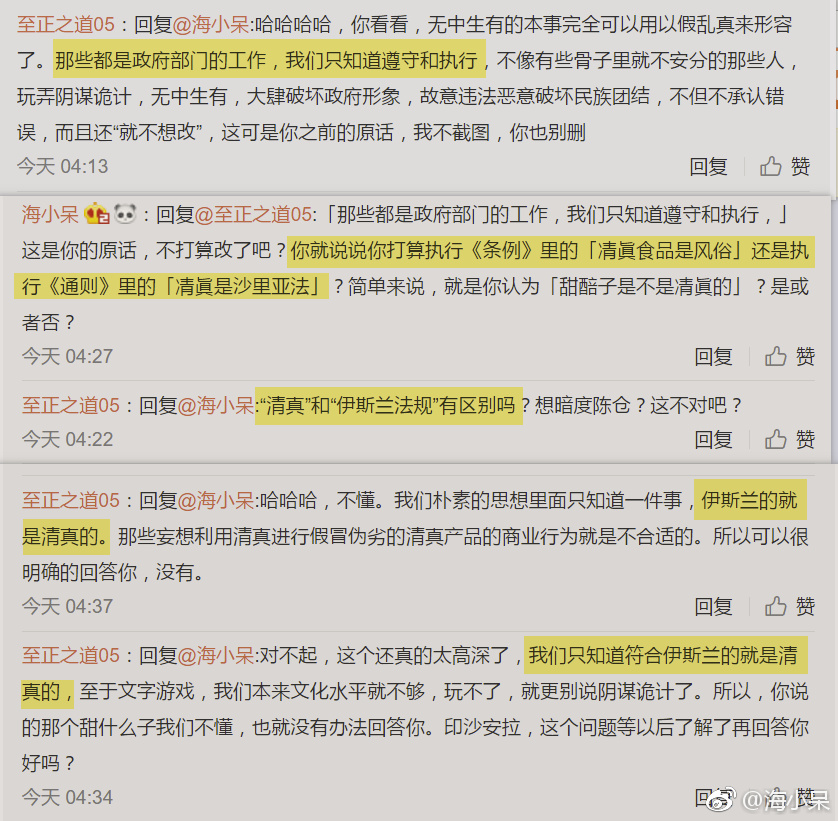 至正之道05：回复@海小呆:哈哈哈哈，你看看，无中生有的本事完全可以用以假乱真来形容
了。那些都是政府部门的工作，我们只知道遵守和执行，不像有些骨子里就不安分的那些人，
玩弄阴谋诡计，无中生有，大肆破坏政府形象，故意违法恶意破坏民族团结，不但不承认错
误，而且还“就不想改”，这可是你之前的原话，我不截图，你也别删
今天 04:13
回复 赞
海小呆：回复@至正之道05:「那些都是政府部门的工作，我们只知道遵守和执行，」
这是你的原话，不打算改了吧？你就说说你打算执行《条例》里的「凊眞食品是风俗」还是执
行《通则》里的「凊眞是沙里亚法」？简单来说，就是你认为「甜醅子是不是凊眞的」？是或
者否？
今天 04:27
回复 赞
至正之道05：回复@海小呆:“清真”和“伊斯兰法规”有区别吗？想暗度陈仓？这不对吧？
今天 04:22
回复 赞
至正之道05：回复@海小呆:哈哈哈，不懂。我们朴素的思想里面只知道一件事，伊斯兰的就
是清真的。那些妄想利用清真进行假冒伪劣的清真产品的商业行为就是不合适的。所以可以很
明确的回答你，没有。
今天 04:37
回复 赞
至正之道05：回复@海小呆:对不起，这个还真的太高深了，我们只知道符合伊斯兰的就是清
真的，至于文字游戏，我们本来文化水平就不够，玩不了，就更别说阴谋诡计了。所以，你说
的那个甜什么子我们不懂，也就没有办法回答你。印沙安拉，这个问题等以后了解了再回答你
好吗？
今天 04:34
回复 赞
@海小呆